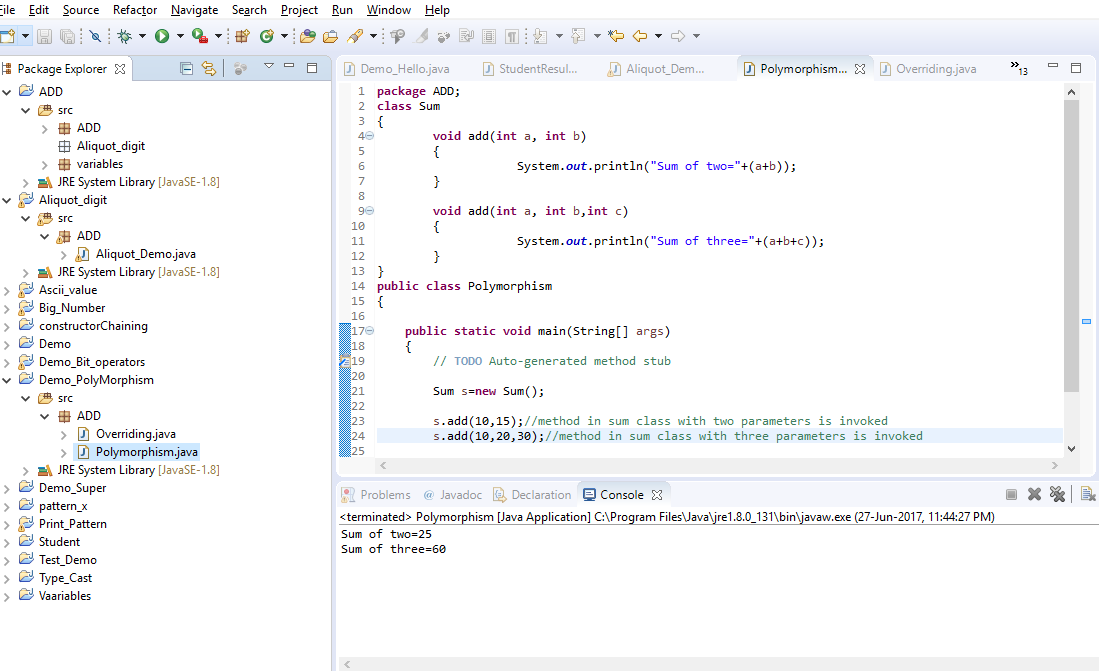 File Edit Source Refactor Navigate Search Project Run Window Help
Package Explorer
ADD
src
ADD
Aliquot_digit
variables
JRE System Library [JavaSE-1.8]
Aliquot_digit
src
ADD
Aliquot_Demo.java
JRE System Library [JavaSE-1.8]
Ascii_value
Big_Number
constructorChaining
Demo
Demo_Bit_operators
Demo_PolyMorphism
src
ADD
Overriding.java
Polymorphism.java
JRE System Library [JavaSE-1.8]
Demo_Super
pattern_x
Print_Pattern
Student
Test_Demo
Type_Cast
Vaariables
Demo_Hello.java StudentResul... Aliquot_Dem... Polymorphism... Overriding.java »13
1 package ADD;
2 class Sum
3 {
4 void add(int a, int b)
5 {
6 System.out.println("Sum of two="+(a+b));
7 }
8
9 void add(int a, int b,int c)
10 {
11 System.out.println("Sum of three="+(a+b+c));
12 }
13 }
14 public class Polymorphism
15 {
16
17 public static void main(String[] args)
18 {
19 // TODO Auto-generated method stub
20
21 Sum s=new Sum();
22
23 s.add(10,15);//method in sum class with two parameters is invoked
24 s.add(10,20,30);//method in sum class with three parameters is invoked
25
Problems @ Javadoc Declaration Console
<terminated> Polymorphism [Java Application] C:\Program Files\Java\jre1.8.0_131\bin\javaw.exe (27-Jun-2017, 11:44:27 PM)
Sum of two=25
Sum of three=60